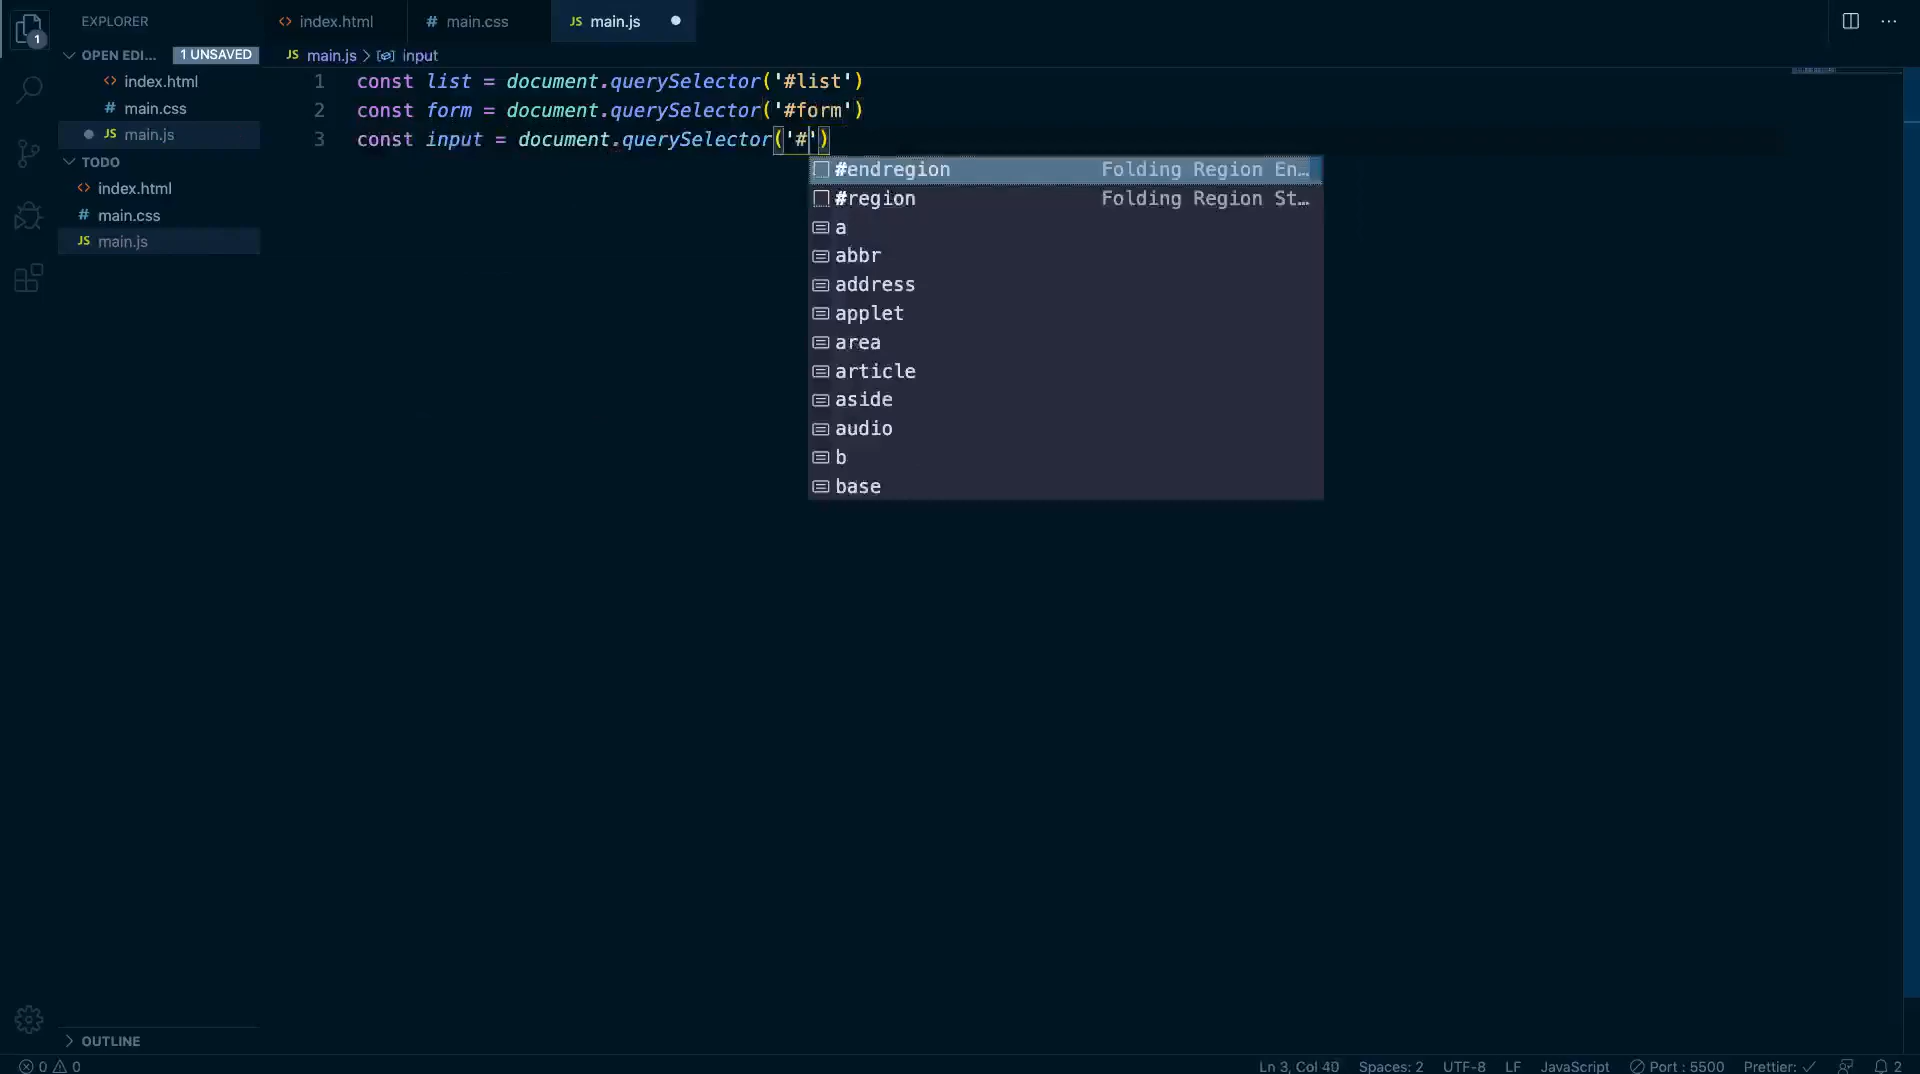 EXPLORER
index.html
main.css
main.js
1
OPEN EDI...
1 UNSAVED
main.js
input
index.html
main.css
main.js
TODO
index.html
main.css
main.js
1 const list = document.querySelector('#list')
2 const form = document.querySelector('#form')
3 const input = document.querySelector('#')
#endregion Folding Region En…
#region Folding Region St…
a
abbr
address
applet
area
article
aside
audio
b
base
OUTLINE
0 0 Ln 3, Col 40 Spaces: 2 UTF-8 LF JavaScript Port : 5500 Prettier: ✓ 2